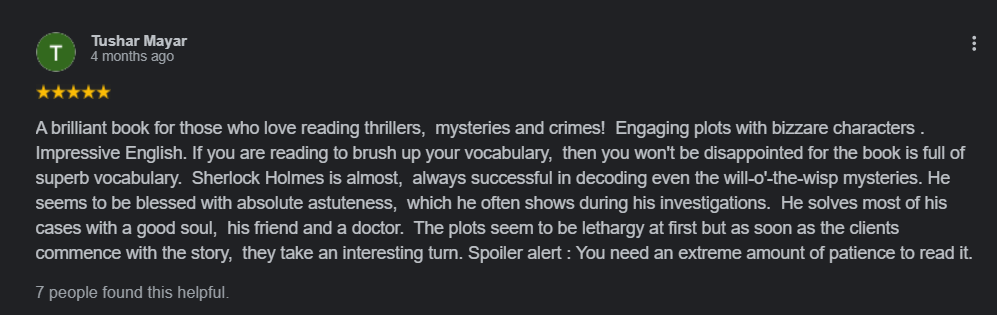 T
Tushar Mayar
4 months ago
A brilliant book for those who love reading thrillers,  mysteries and crimes!  Engaging plots with bizzare characters .
Impressive English. If you are reading to brush up your vocabulary,  then you won't be disappointed for the book is full of
superb vocabulary.  Sherlock Holmes is almost,  always successful in decoding even the will-o'-the-wisp mysteries. He
seems to be blessed with absolute astuteness,  which he often shows during his investigations.  He solves most of his
cases with a good soul,  his friend and a doctor.  The plots seem to be lethargy at first but as soon as the clients
commence with the story,  they take an interesting turn. Spoiler alert : You need an extreme amount of patience to read it.
7 people found this helpful.